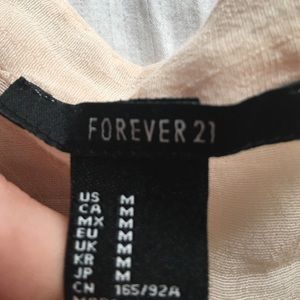 FOREVER 21
US M
CA M
MX M
EU M
UK M
KR M
JP M
CN 165/92A